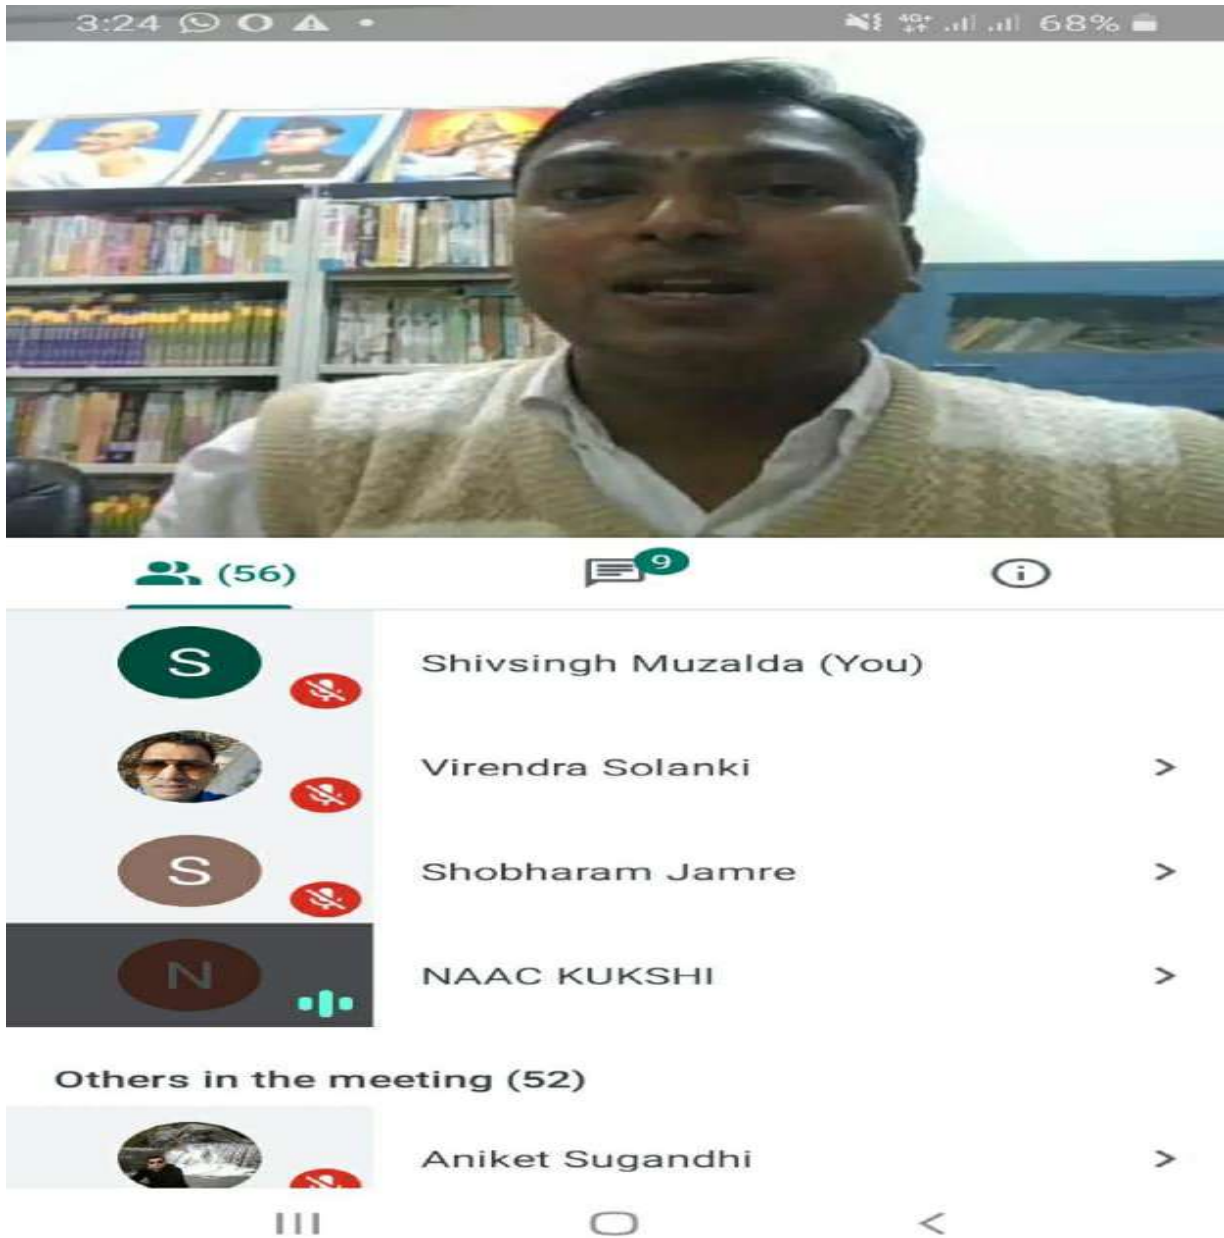 3:24 68%
(56) 9
S Shivsingh Muzalda (You)
Virendra Solanki
S Shobharam Jamre
N NAAC KUKSHI
Others in the meeting (52)
Aniket Sugandhi